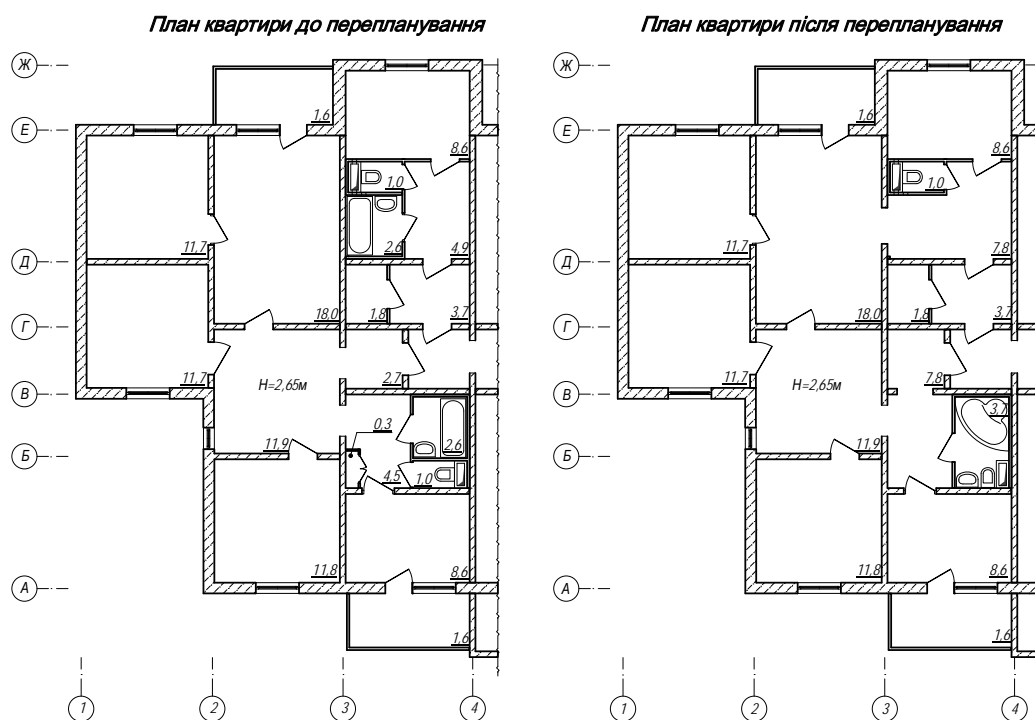 План квартири до перепланування
План квартири після перепланування
Ж
1,6
Е
8,6
1,0
11,7
2,6
4,9
Д
18,0
1,8
3,7
Г
11,7
Н=2,65м
2,7
В
0,3
11,9
2,6
Б
4,5
1,0
11,8
8,6
А
1,6
1
2
3
4
Ж
1,6
Е
8,6
1,0
11,7
7,8
Д
18,0
1,8
3,7
Г
11,7
Н=2,65м
7,8
В
3,7
11,9
Б
11,8
8,6
А
1,6
1
2
3
4